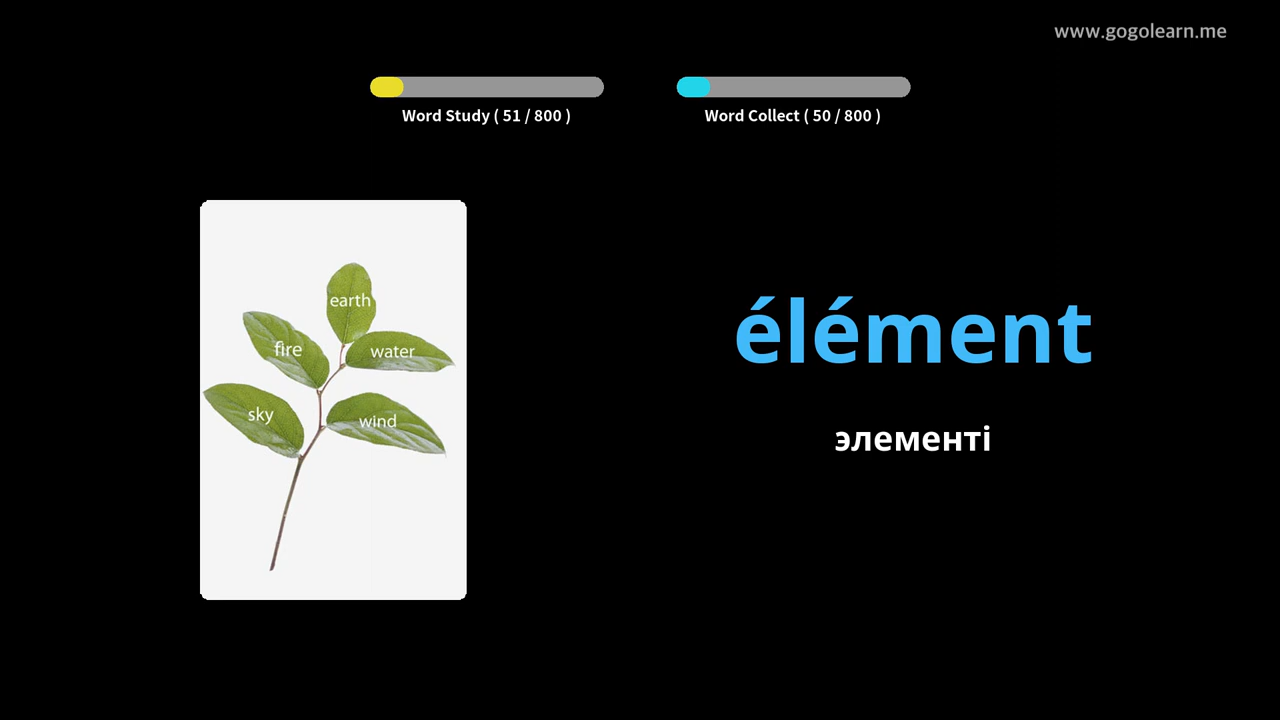 www.gogolearn.me
Word Study ( 51 / 800 )
Word Collect ( 50 / 800 )
earth
fire
water
sky
wind
élément
элементі